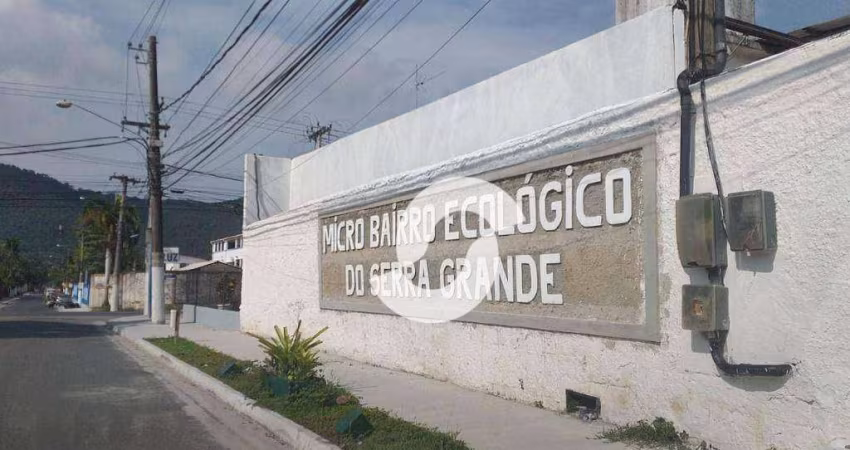 MICRO BAIRRO ECOLÓGICO
DO SERRA GRANDE